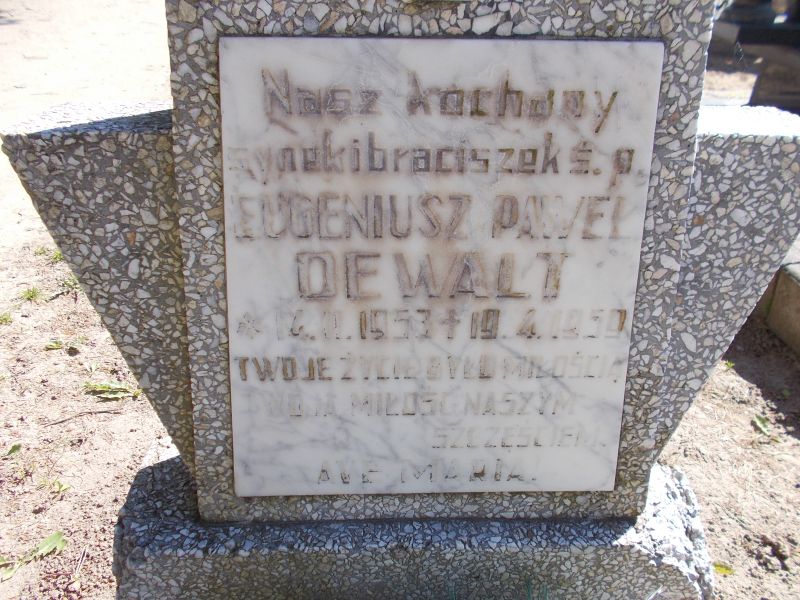 Nasz kochany
synek i braciszek ś.p.
EUGENIUSZ PAWEŁ
DEWALT
* 14.11.1953 † 19.4.1959
TWOJE ŻYCIE BYŁO MIŁOŚCIĄ
TWOJA MIŁOŚĆ NASZYM
SZCZĘŚCIEM.
AVE MARIA!